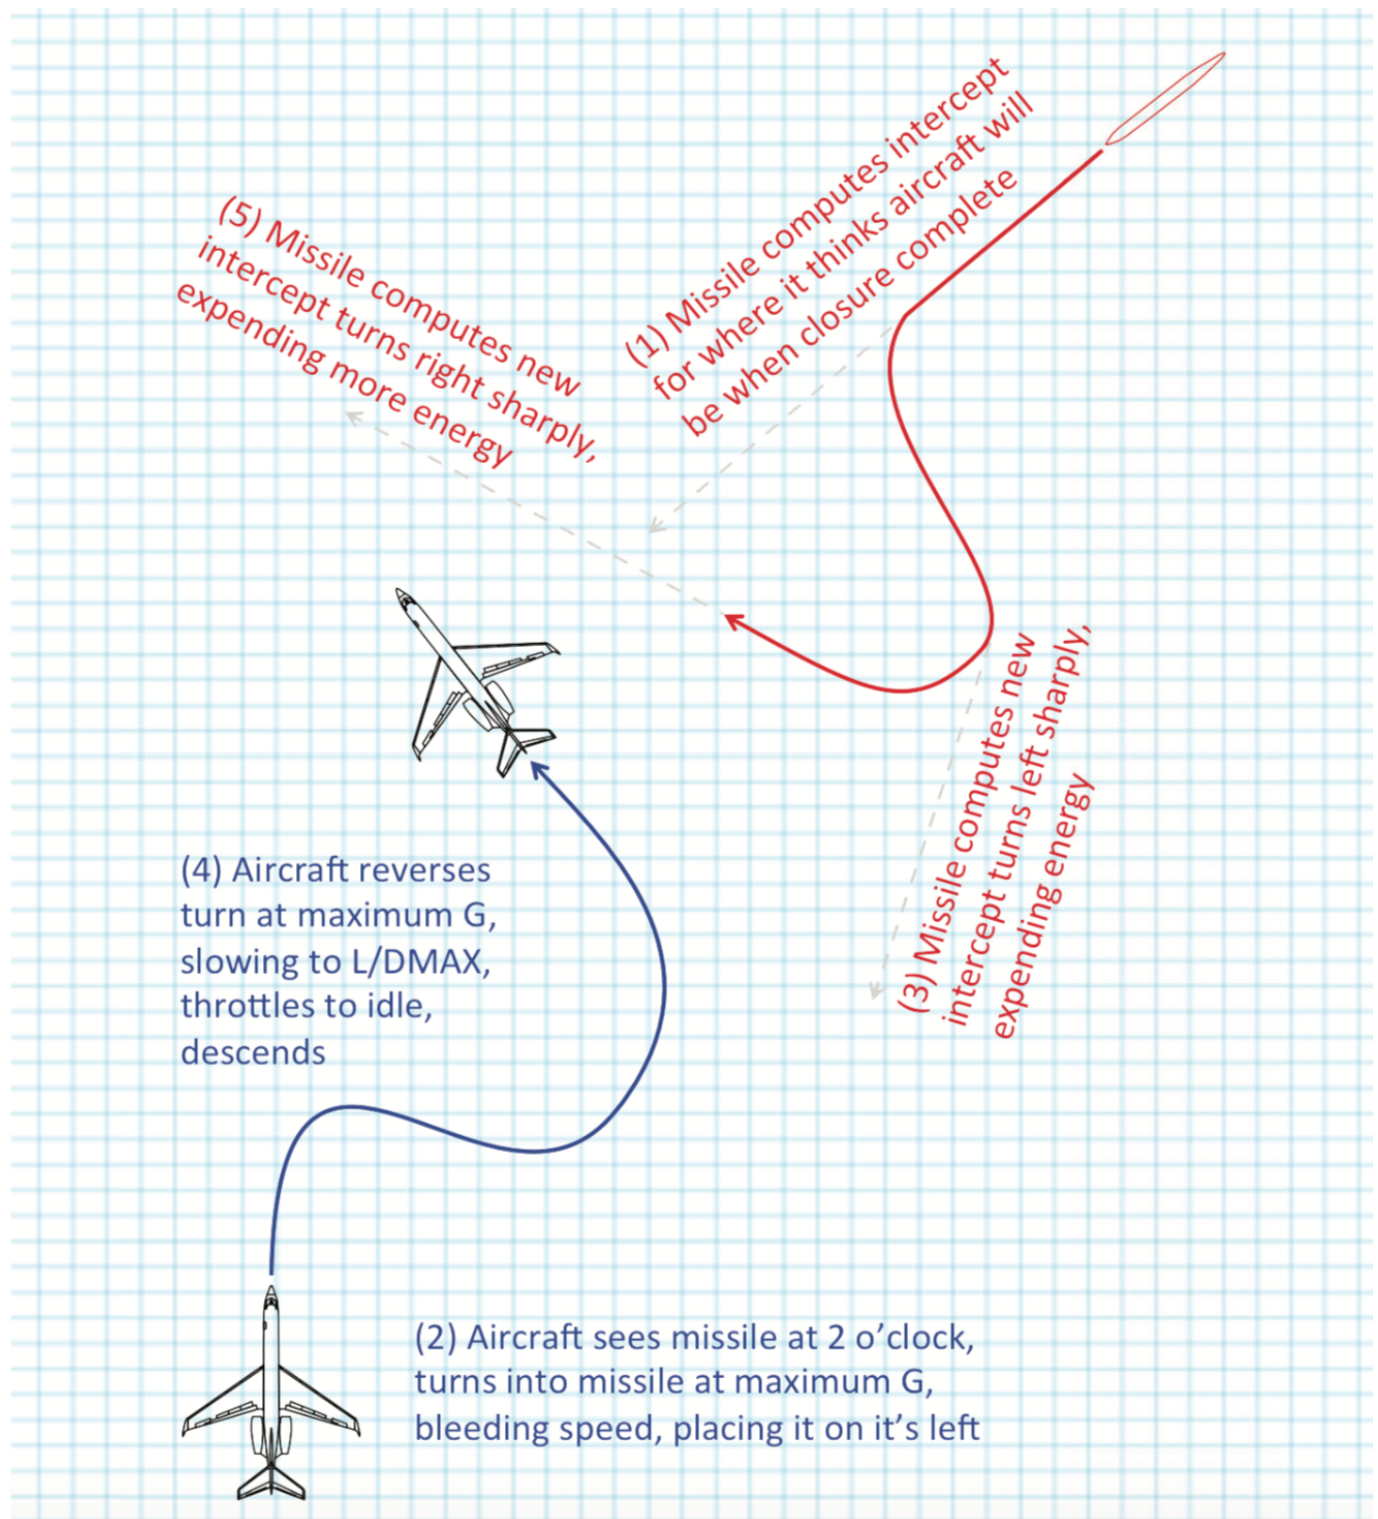 (1) Missile computes intercept
for where it thinks aircraft will
be when closure complete
(5) Missile computes new
intercept turns right sharply,
expending more energy
(3) Missile computes new
intercept turns left sharply,
expending energy
(4) Aircraft reverses
turn at maximum G,
slowing to L/DMAX,
throttles to idle,
descends
(2) Aircraft sees missile at 2 o’clock,
turns into missile at maximum G,
bleeding speed, placing it on it’s left